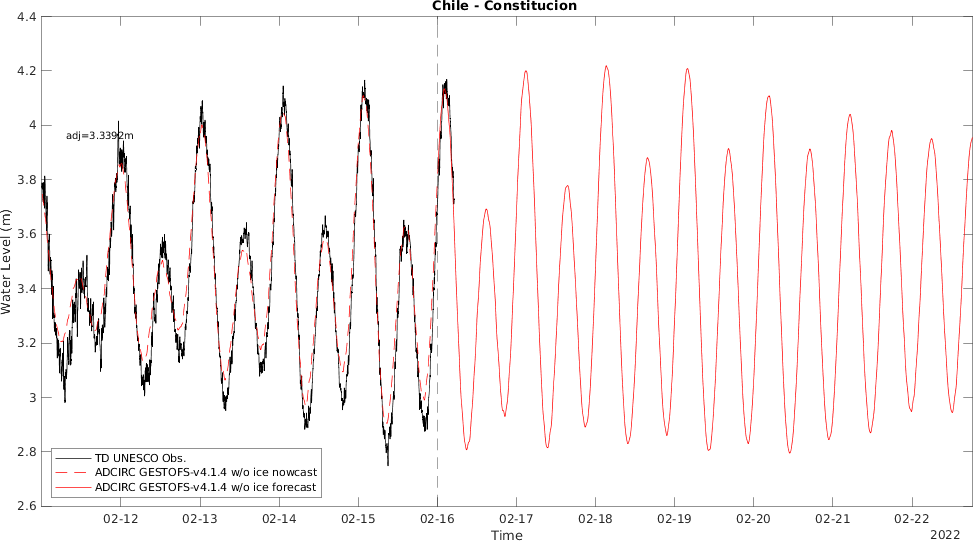 Chile - Constitucion
4.4
4.2
4
3.8
3.6
3.4
3.2
3
2.8
2.6
Water Level (m)
adj=3.3392m
TD UNESCO Obs.
ADCIRC GESTOFS-v4.1.4 w/o ice nowcast
ADCIRC GESTOFS-v4.1.4 w/o ice forecast
02-12 02-13 02-14 02-15 02-16 02-17 02-18 02-19 02-20 02-21 02-22
Time
2022